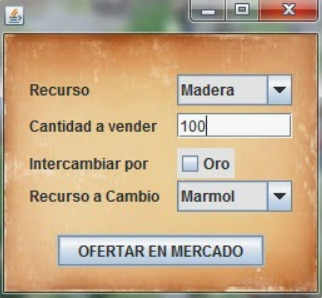 Recurso Madera
Cantidad a vender 100
Intercambiar por Oro
Recurso a Cambio Marmol
OFERTAR EN MERCADO